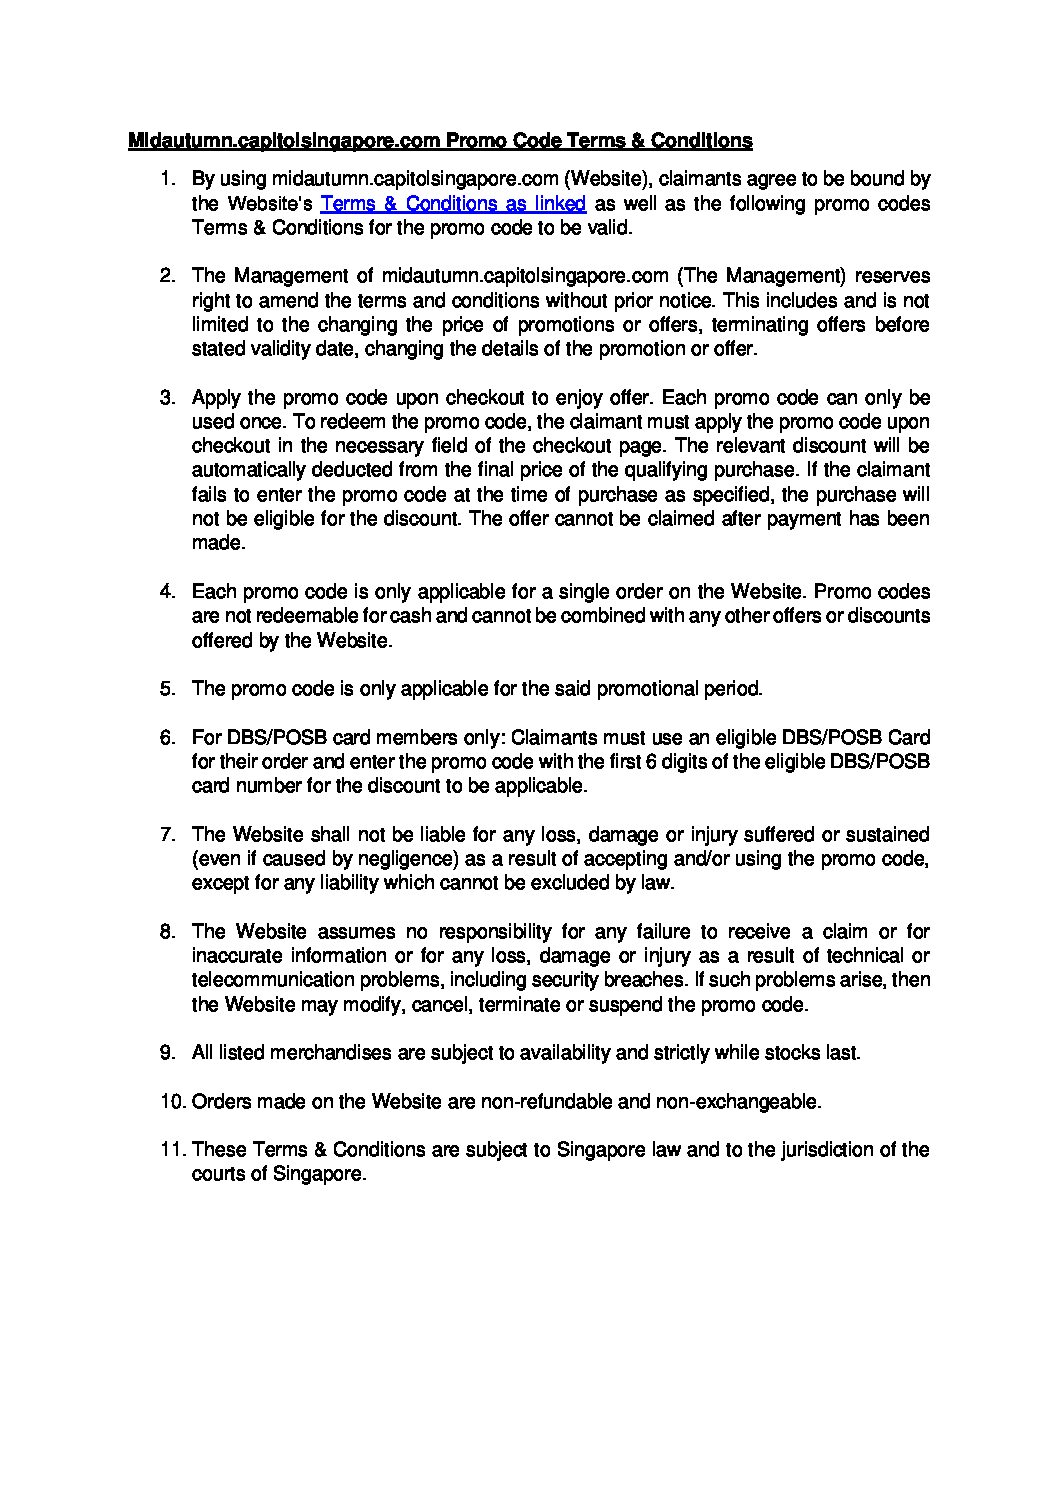 Midautumn.capitolsingapore.com Promo Code Terms & Conditions
1. By using midautumn.capitolsingapore.com (Website), claimants agree to be bound by
the Website's Terms & Conditions as linked as well as the following promo codes
Terms & Conditions for the promo code to be valid.
2. The Management of midautumn.capitolsingapore.com (The Management) reserves
right to amend the terms and conditions without prior notice. This includes and is not
limited to the changing the price of promotions or offers, terminating offers before
stated validity date, changing the details of the promotion or offer.
3. Apply the promo code upon checkout to enjoy offer. Each promo code can only be
used once. To redeem the promo code, the claimant must apply the promo code upon
checkout in the necessary field of the checkout page. The relevant discount will be
automatically deducted from the final price of the qualifying purchase. If the claimant
fails to enter the promo code at the time of purchase as specified, the purchase will
not be eligible for the discount. The offer cannot be claimed after payment has been
made.
4. Each promo code is only applicable for a single order on the Website. Promo codes
are not redeemable for cash and cannot be combined with any other offers or discounts
offered by the Website.
5. The promo code is only applicable for the said promotional period.
6. For DBS/POSB card members only: Claimants must use an eligible DBS/POSB Card
for their order and enter the promo code with the first 6 digits of the eligible DBS/POSB
card number for the discount to be applicable.
7. The Website shall not be liable for any loss, damage or injury suffered or sustained
(even if caused by negligence) as a result of accepting and/or using the promo code,
except for any liability which cannot be excluded by law.
8. The Website assumes no responsibility for any failure to receive a claim or for
inaccurate information or for any loss, damage or injury as a result of technical or
telecommunication problems, including security breaches. If such problems arise, then
the Website may modify, cancel, terminate or suspend the promo code.
9. All listed merchandises are subject to availability and strictly while stocks last.
10. Orders made on the Website are non-refundable and non-exchangeable.
11. These Terms & Conditions are subject to Singapore law and to the jurisdiction of the
courts of Singapore.